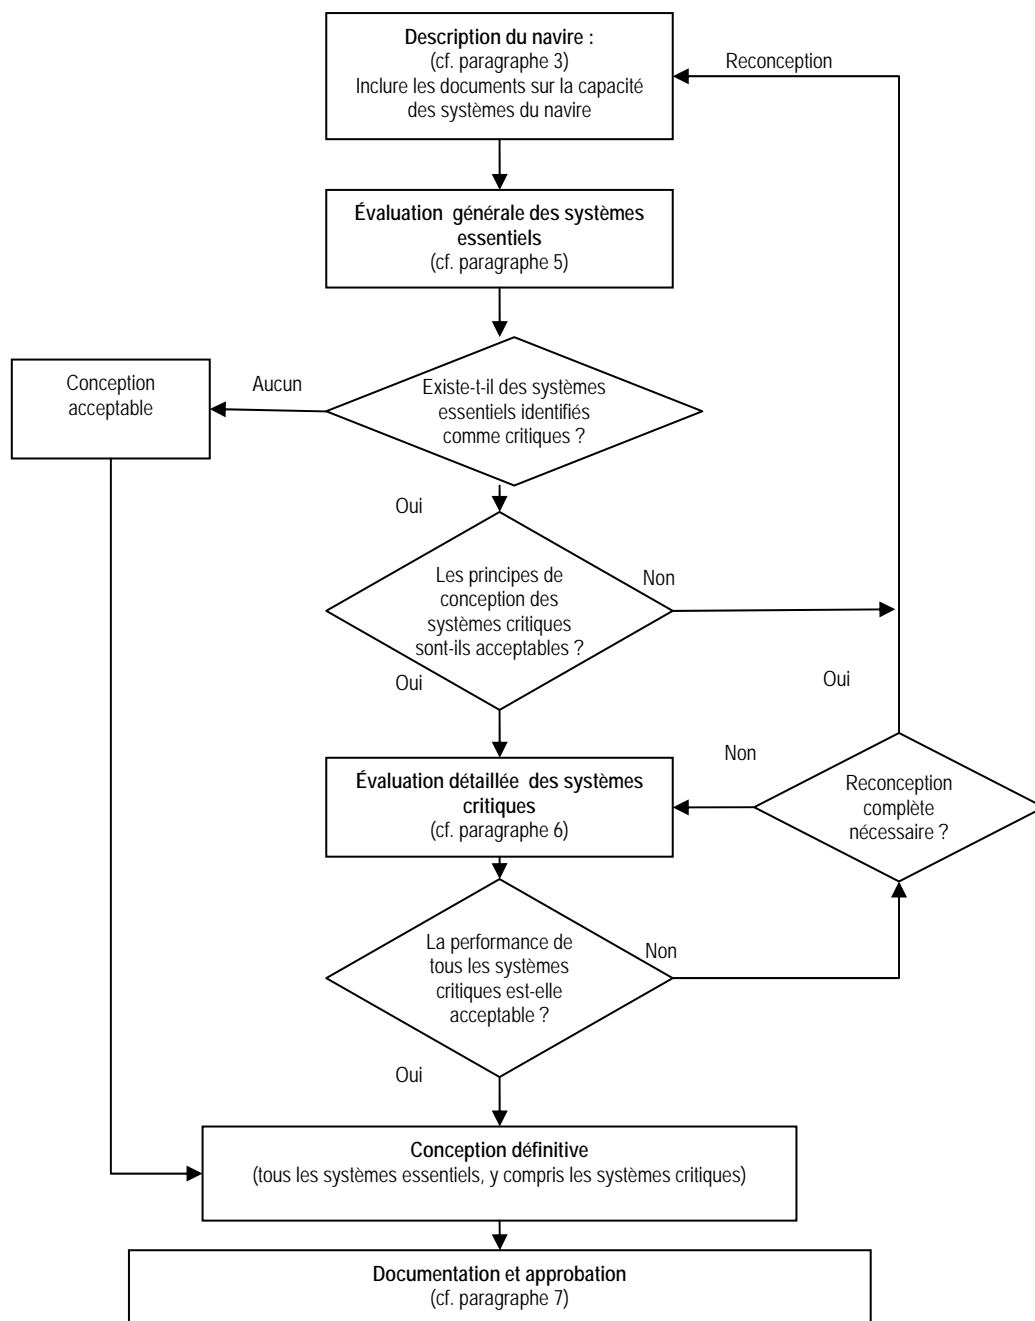 Description du navire :
(cf. paragraphe 3)
Inclure les documents sur la capacité
des systèmes du navire
Reconception
Évaluation générale des systèmes
essentiels
(cf. paragraphe 5)
Conception
acceptable
Aucun
Existe-t-il des systèmes
essentiels identifiés
comme critiques ?
Oui
Les principes de
conception des
systèmes critiques
sont-ils acceptables ?
Non
Oui
Oui
Évaluation détaillée des systèmes
critiques
(cf. paragraphe 6)
Non
Reconception
complète
nécessaire ?
La performance de
tous les systèmes
critiques est-elle
acceptable ?
Non
Oui
Conception définitive
(tous les systèmes essentiels, y compris les systèmes critiques)
Documentation et approbation
(cf. paragraphe 7)